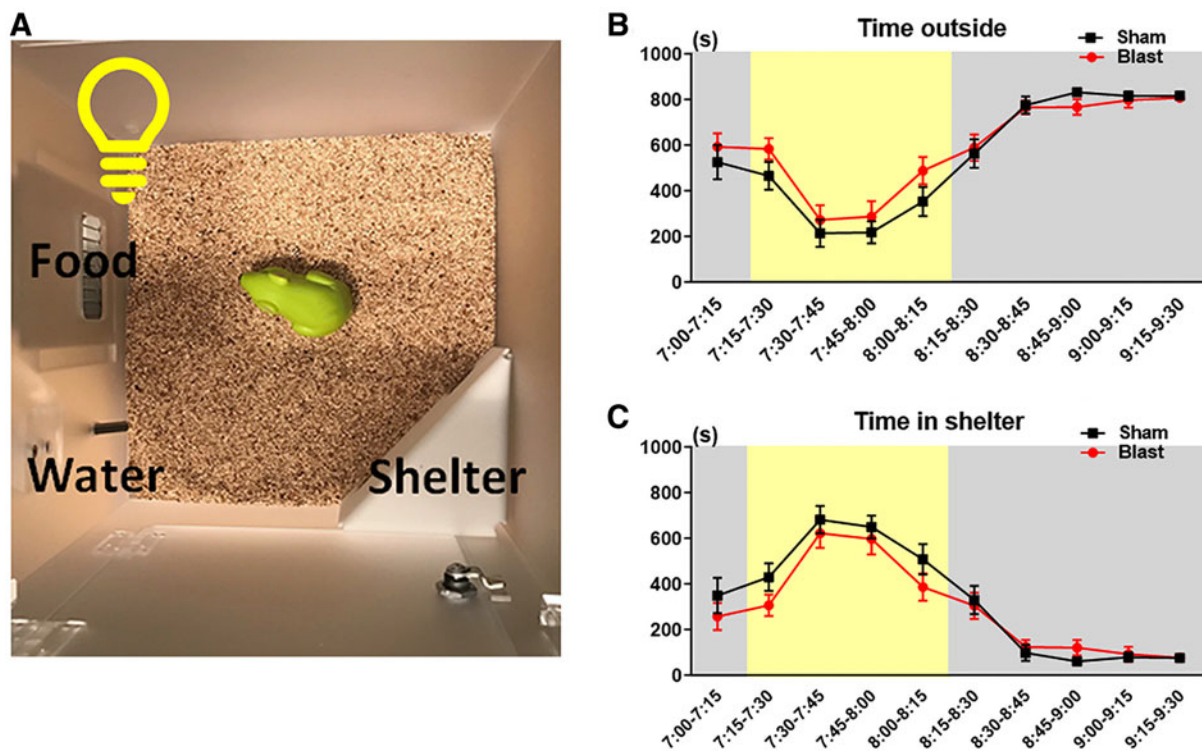 A
Food
Water
Shelter
B
Time outside
(s)
Sham
Blast
1000
800
600
400
200
0
7:00-7:15
7:15-7:30
7:30-7:45
7:45-8:00
8:00-8:15
8:15-8:30
8:30-8:45
8:45-9:00
9:00-9:15
9:15-9:30
C
Time in shelter
(s)
Sham
Blast
1000
800
600
400
200
0
7:00-7:15
7:15-7:30
7:30-7:45
7:45-8:00
8:00-8:15
8:15-8:30
8:30-8:45
8:45-9:00
9:00-9:15
9:15-9:30